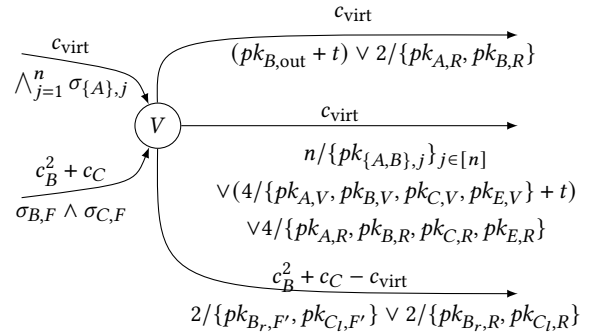 c_virt
⋀_{j=1}^{n} σ_{{A},j}
c_B^2 + c_C
σ_{B,F} ∧ σ_{C,F}
V
c_virt
(pk_{B,out} + t) ∨ 2/{pk_{A,R}, pk_{B,R}}
c_virt
n/{pk_{{A,B},j}}_{j∈[n]}
∨(4/{pk_{A,V}, pk_{B,V}, pk_{C,V}, pk_{E,V}} + t)
∨4/{pk_{A,R}, pk_{B,R}, pk_{C,R}, pk_{E,R}}
c_B^2 + c_C − c_virt
2/{pk_{B_r,F′}, pk_{C_l,F′}} ∨ 2/{pk_{B_r,R}, pk_{C_l,R}}